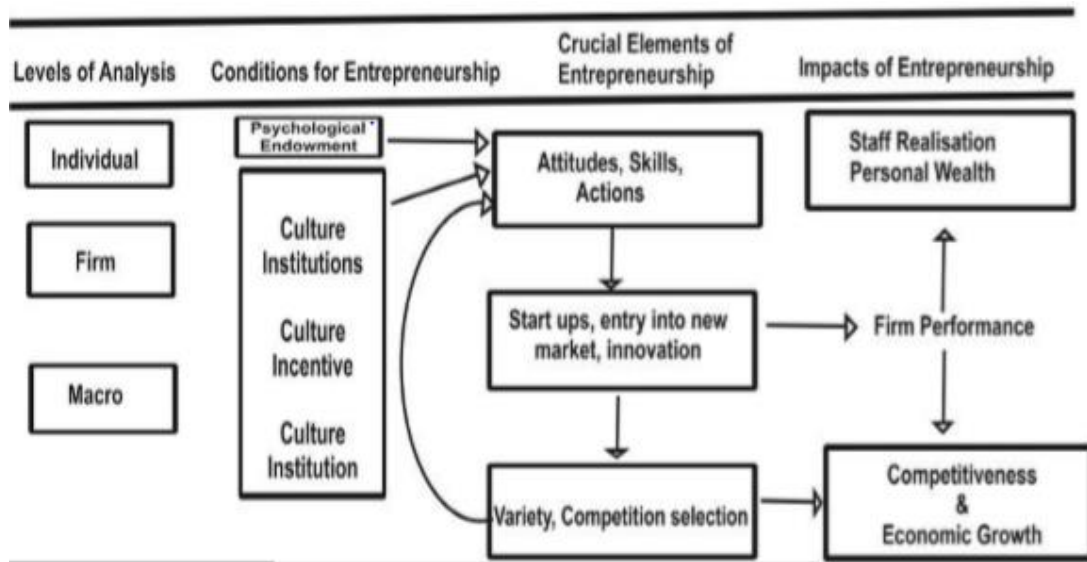 Levels of Analysis
Conditions for Entrepreneurship
Crucial Elements of
Entrepreneurship
Impacts of Entrepreneurship
Individual
Firm
Macro
Psychological
Endowment
Culture
Institutions
Culture
Incentive
Culture
Institution
Attitudes, Skills,
Actions
Start ups, entry into new
market, innovation
Variety, Competition selection
Staff Realisation
Personal Wealth
Firm Performance
Competitiveness
&
Economic Growth